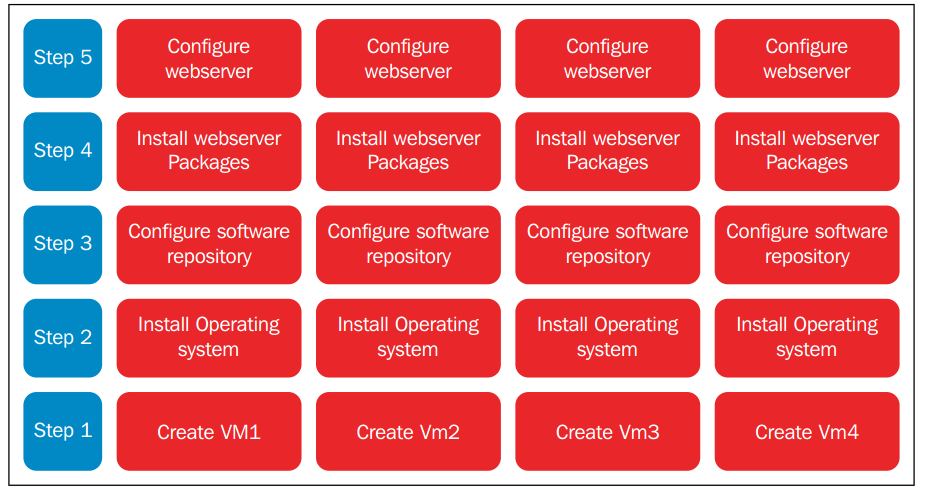 Step 5
Configure
webserver
Configure
webserver
Configure
webserver
Configure
webserver
Step 4
Install webserver
Packages
Install webserver
Packages
Install webserver
Packages
Install webserver
Packages
Step 3
Configure software
repository
Configure software
repository
Configure software
repository
Configure software
repository
Step 2
Install Operating
system
Install Operating
system
Install Operating
system
Install Operating
system
Step 1
Create VM1
Create Vm2
Create Vm3
Create Vm4